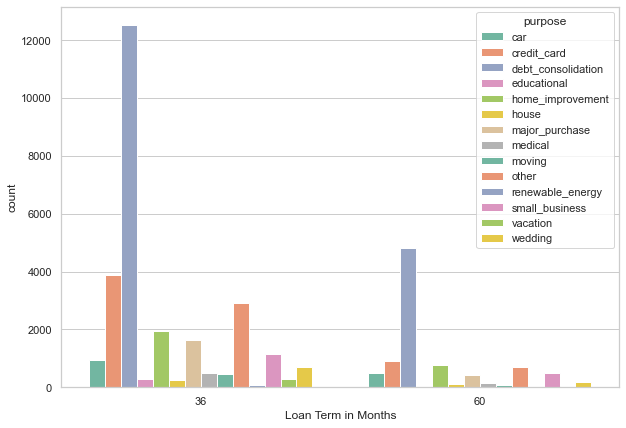 12000
10000
8000
6000
4000
2000
0
count
36
60
Loan Term in Months
purpose
car
credit_card
debt_consolidation
educational
home_improvement
house
major_purchase
medical
moving
other
renewable_energy
small_business
vacation
wedding